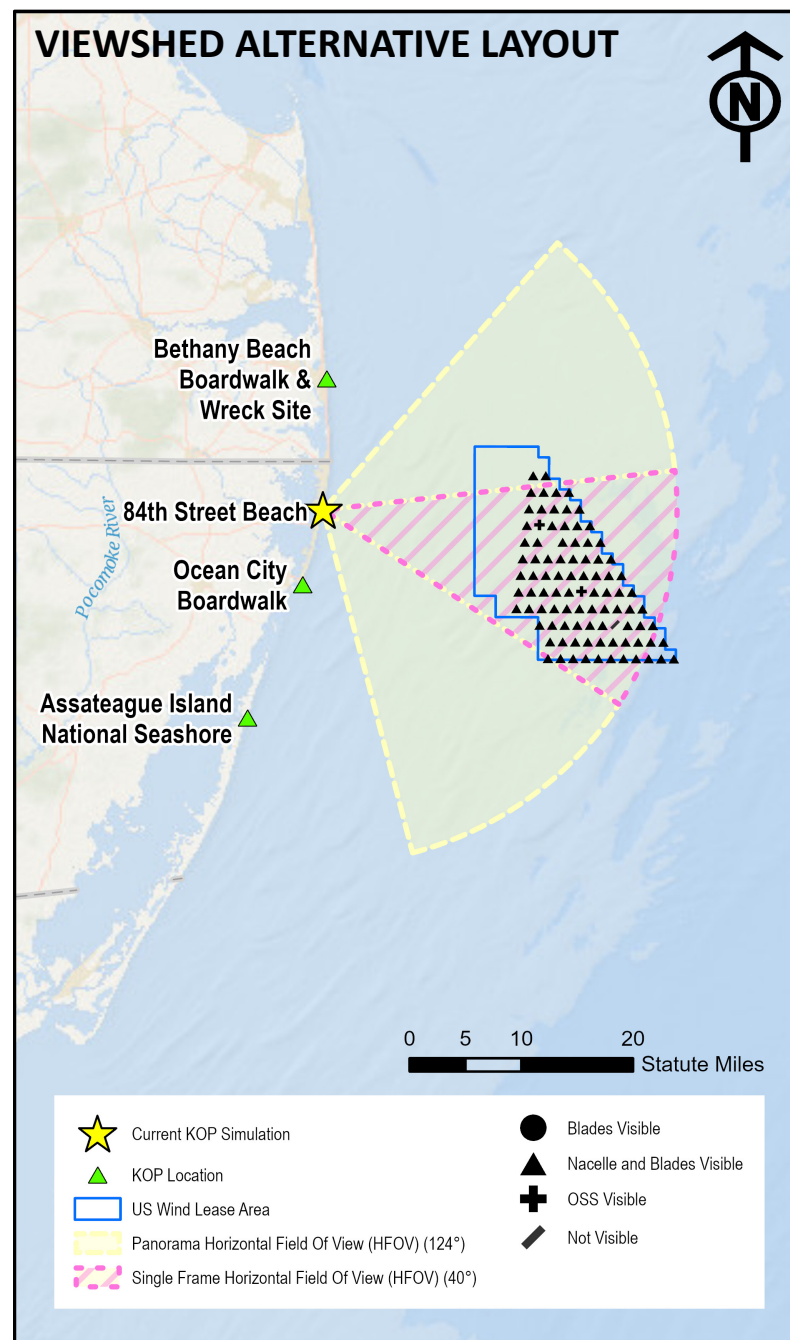 VIEWSHED ALTERNATIVE LAYOUT
N
Bethany Beach
Boardwalk &
Wreck Site
84th Street Beach
Pocomoke River
Ocean City
Boardwalk
Assateague Island
National Seashore
0 5 10 20
Statute Miles
Current KOP Simulation
KOP Location
US Wind Lease Area
Panorama Horizontal Field Of View (HFOV) (124°)
Single Frame Horizontal Field Of View (HFOV) (40°)
Blades Visible
Nacelle and Blades Visible
OSS Visible
Not Visible